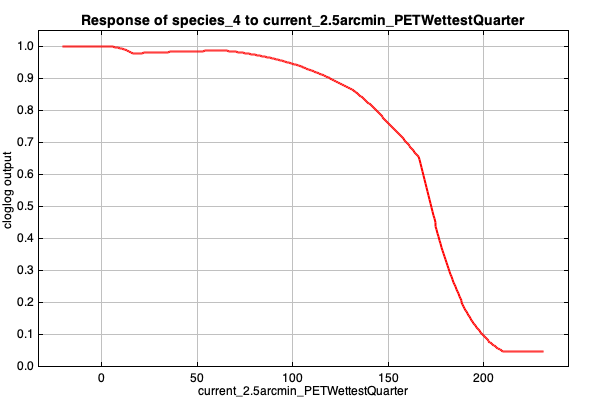 Response of species_4 to current_2.5arcmin_PETWettestQuarter
1.0
0.9
0.8
0.7
0.6
0.5
0.4
0.3
0.2
0.1
0.0
cloglog output
0 50 100 150 200
current_2.5arcmin_PETWettestQuarter